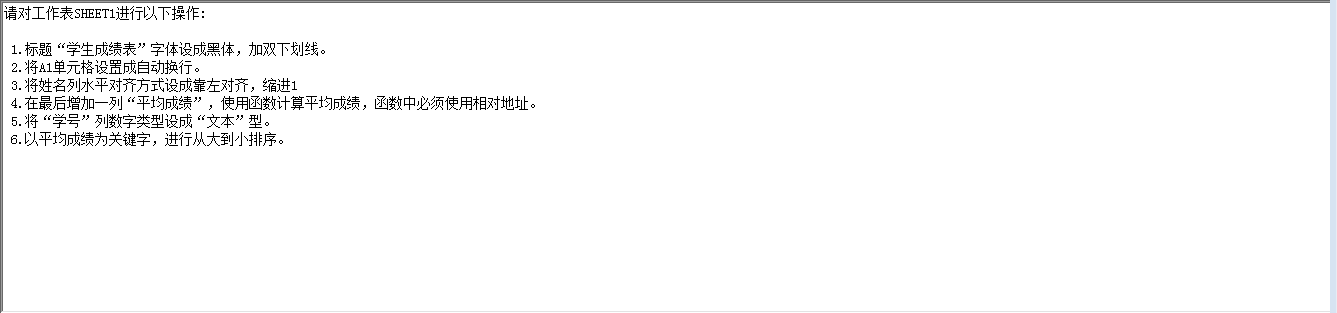 请对工作表SHEET1进行以下操作:
1.标题“学生成绩表”字体设成黑体，加双下划线。
2.将A1单元格设置成自动换行。
3.将姓名列水平对齐方式设成靠左对齐，缩进1
4.在最后增加一列“平均成绩”，使用函数计算平均成绩，函数中必须使用相对地址。
5.将“学号”列数字类型设成“文本”型。
6.以平均成绩为关键字，进行从大到小排序。